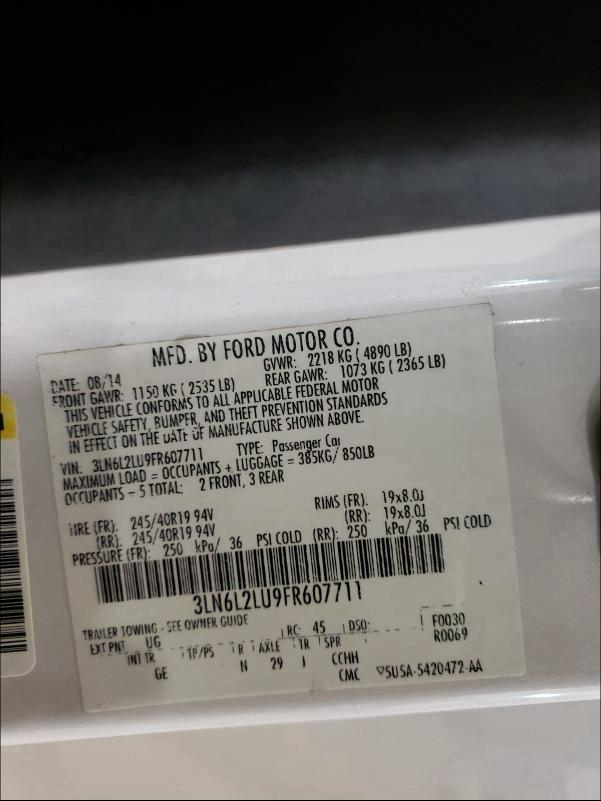 MFD. BY FORD MOTOR CO.
DATE: 08/14 GVWR: 2218 KG ( 4890 LB)
FRONT GAWR: 1150 KG ( 2535 LB) REAR GAWR: 1073 KG ( 2365 LB)
THIS VEHICLE CONFORMS TO ALL APPLICABLE FEDERAL MOTOR
VEHICLE SAFETY, BUMPER, AND THEFT PREVENTION STANDARDS
IN EFFECT ON THE DATE OF MANUFACTURE SHOWN ABOVE.
VIN: 3LN6L2LU9FR607711 TYPE: Passenger Car
MAXIMUM LOAD = OCCUPANTS + LUGGAGE = 385KG/ 850LB
OCCUPANTS - 5 TOTAL: 2 FRONT, 3 REAR
TIRE (FR): 245/40R19 94V RIMS (FR). 19x8.0J
(RR): 245/40R19 94V (RR): 19x8.0J
PRESSURE (FR): 250 kPa/ 36 PSI COLD (RR): 250 kPa/ 36 PSI COLD
3LN6L2LU9FR607711
TRAILER TOWING - SEE OWNER GUIDE
EXT PNT UG RC: 45 DSO: F0030
R0069
INT TR TP/PS R AXLE TR SPR
GE N 29 J CCHH
CMC 5U5A-5420472-AA